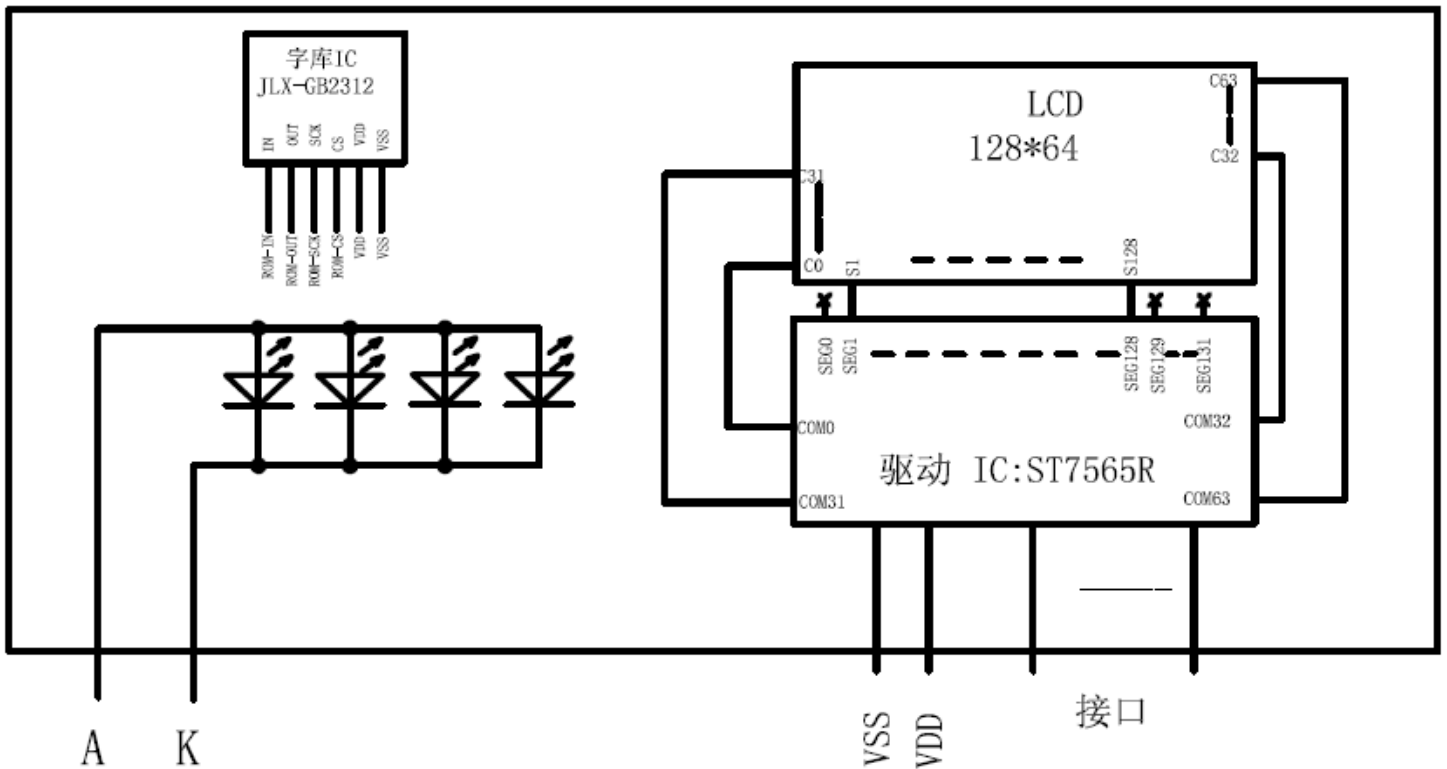 字库IC
JLX-GB2312
IN
OUT
SCK
CS
VDD
VSS
ROM-IN
ROM-OUT
ROM-SCK
ROM-CS
VDD
VSS
LCD
128*64
C63
C32
C31
C0
S1
S128
SEG0
SEG1
SEG128
SEG129
SEG131
COM0
COM32
驱动 IC:ST7565R
COM31
COM63
A
K
VSS
VDD
接口